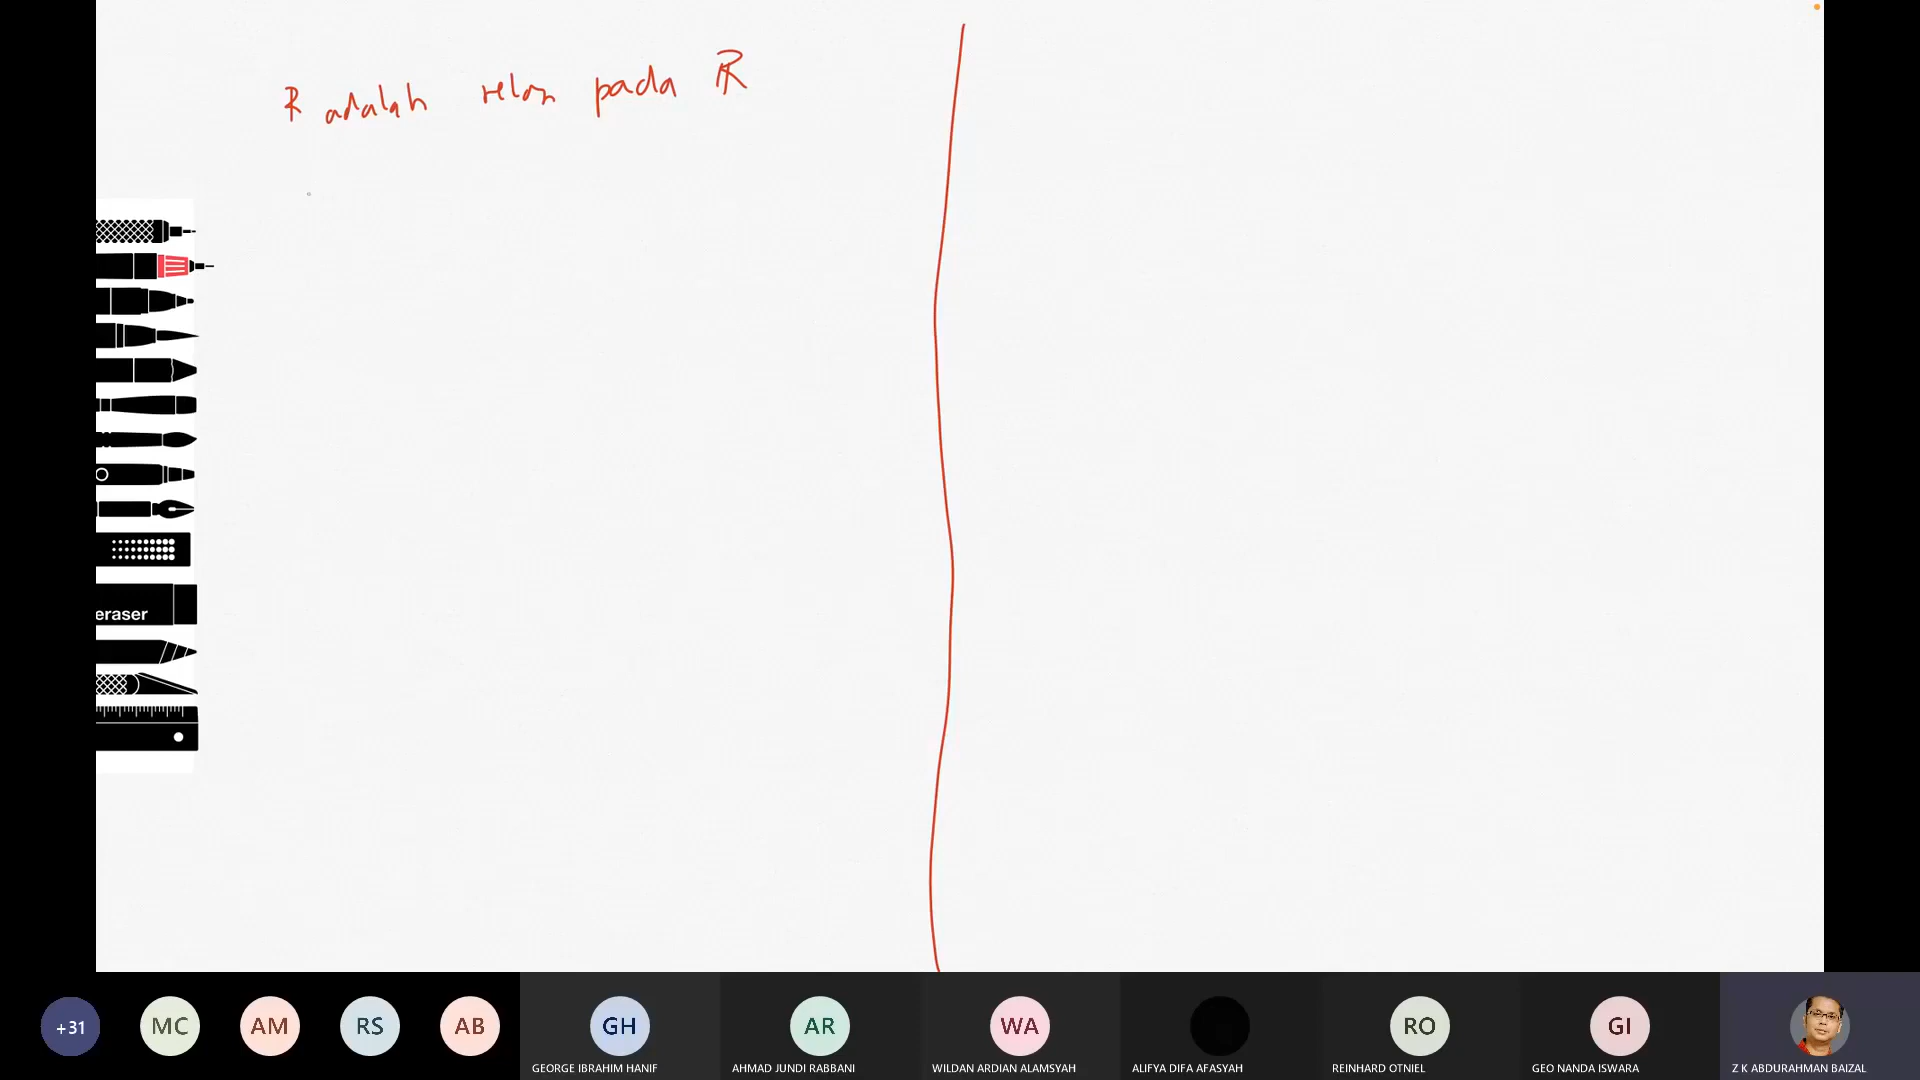 R adalah relasi pada ℝ
eraser
+31
MC
AM
RS
AB
GH
AR
WA
RO
GI
GEORGE IBRAHIM HANIF
AHMAD JUNDI RABBANI
WILDAN ARDIAN ALAMSYAH
ALIFYA DIFA AFASYAH
REINHARD OTNIEL
GEO NANDA ISWARA
Z K ABDURAHMAN BAIZAL